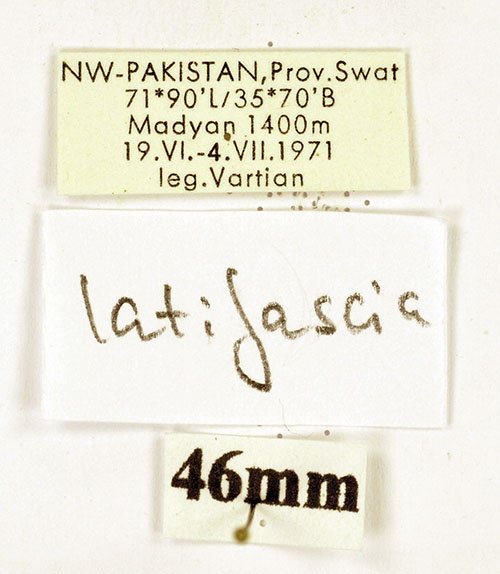 NW-PAKISTAN,Prov.Swat
71*90'L/35*70'B
Madyan 1400m
19.VI.-4.VII.1971
leg.Vartian
latifascia
46mm